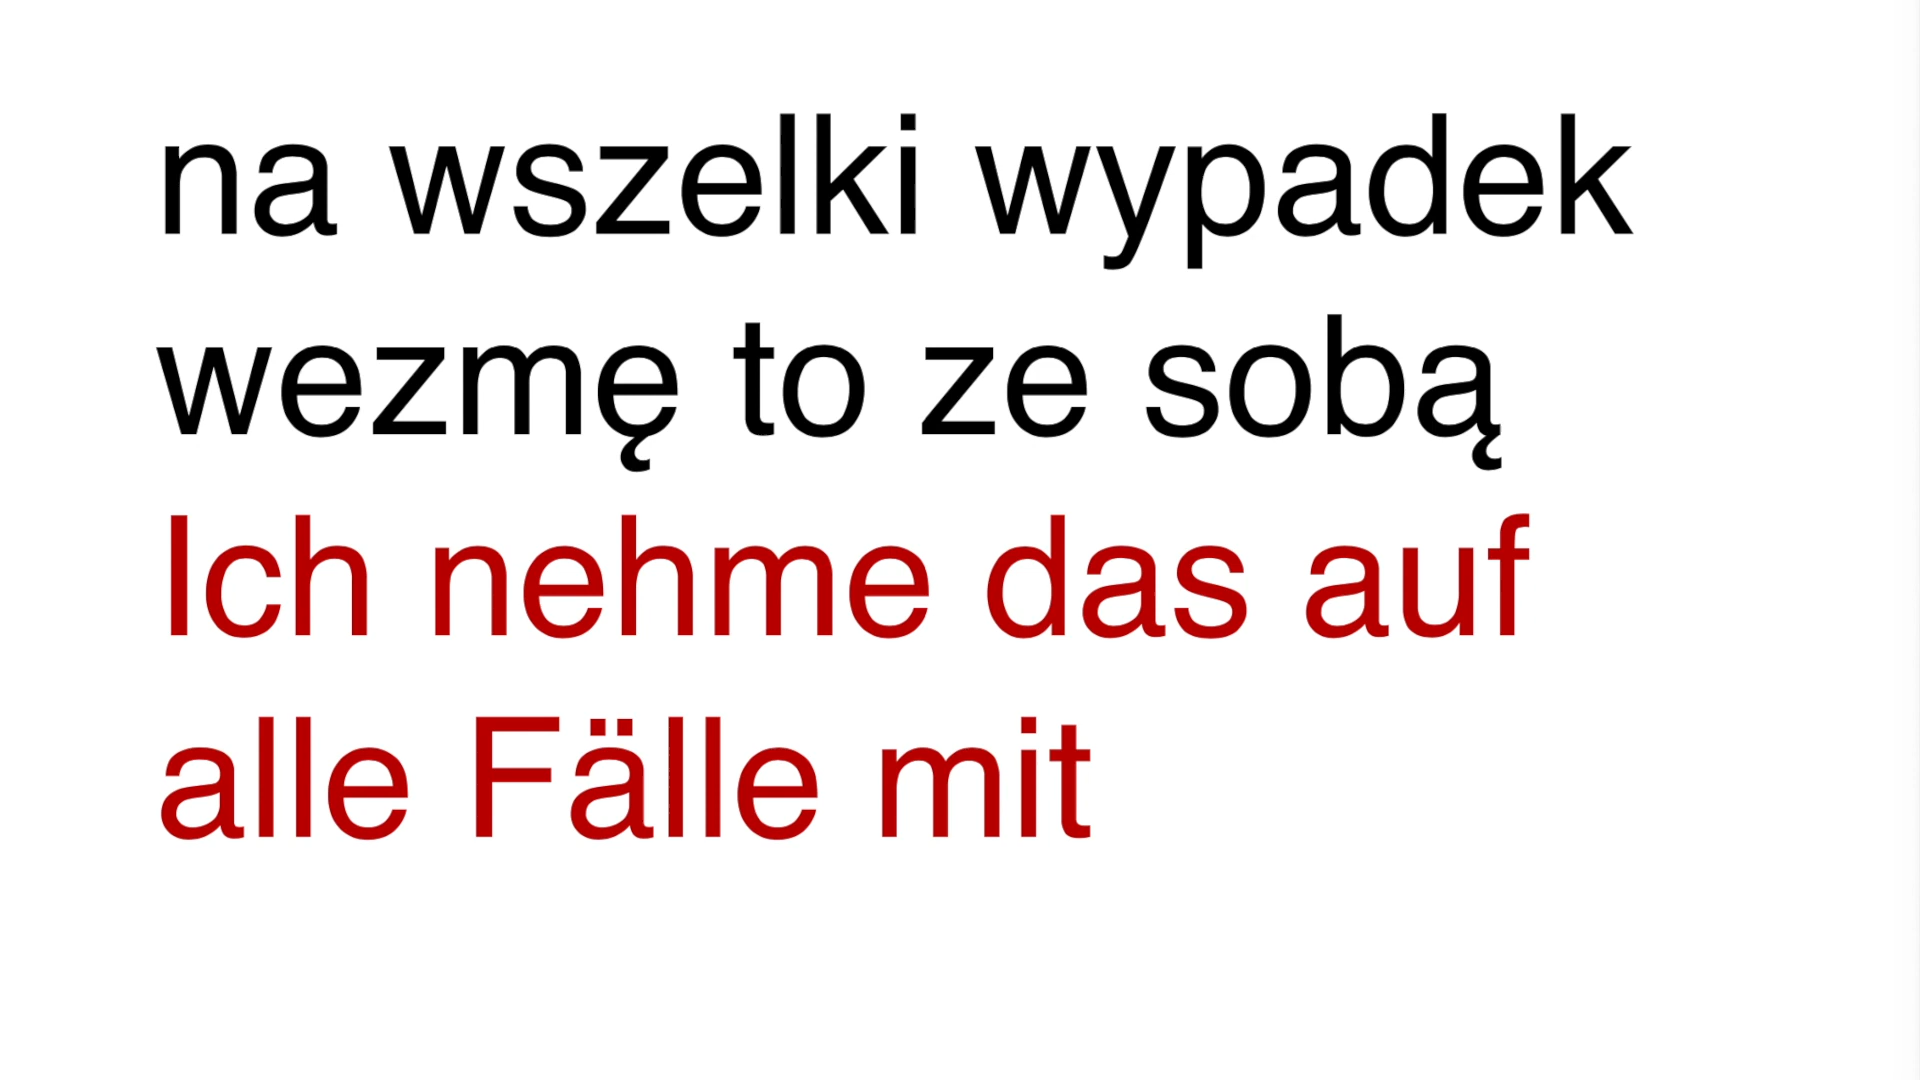 na wszelki wypadek
wezmę to ze sobą
Ich nehme das auf
alle Fälle mit